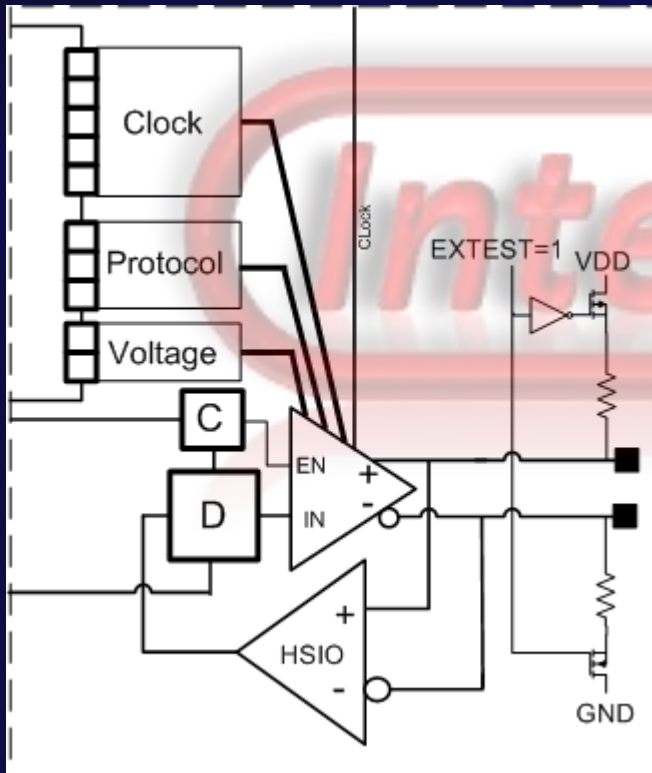 Clock
CLock
Inte
EXTEST=1
VDD
Protocol
Voltage
C
EN
+
-
D
IN
+
HSIO
-
GND